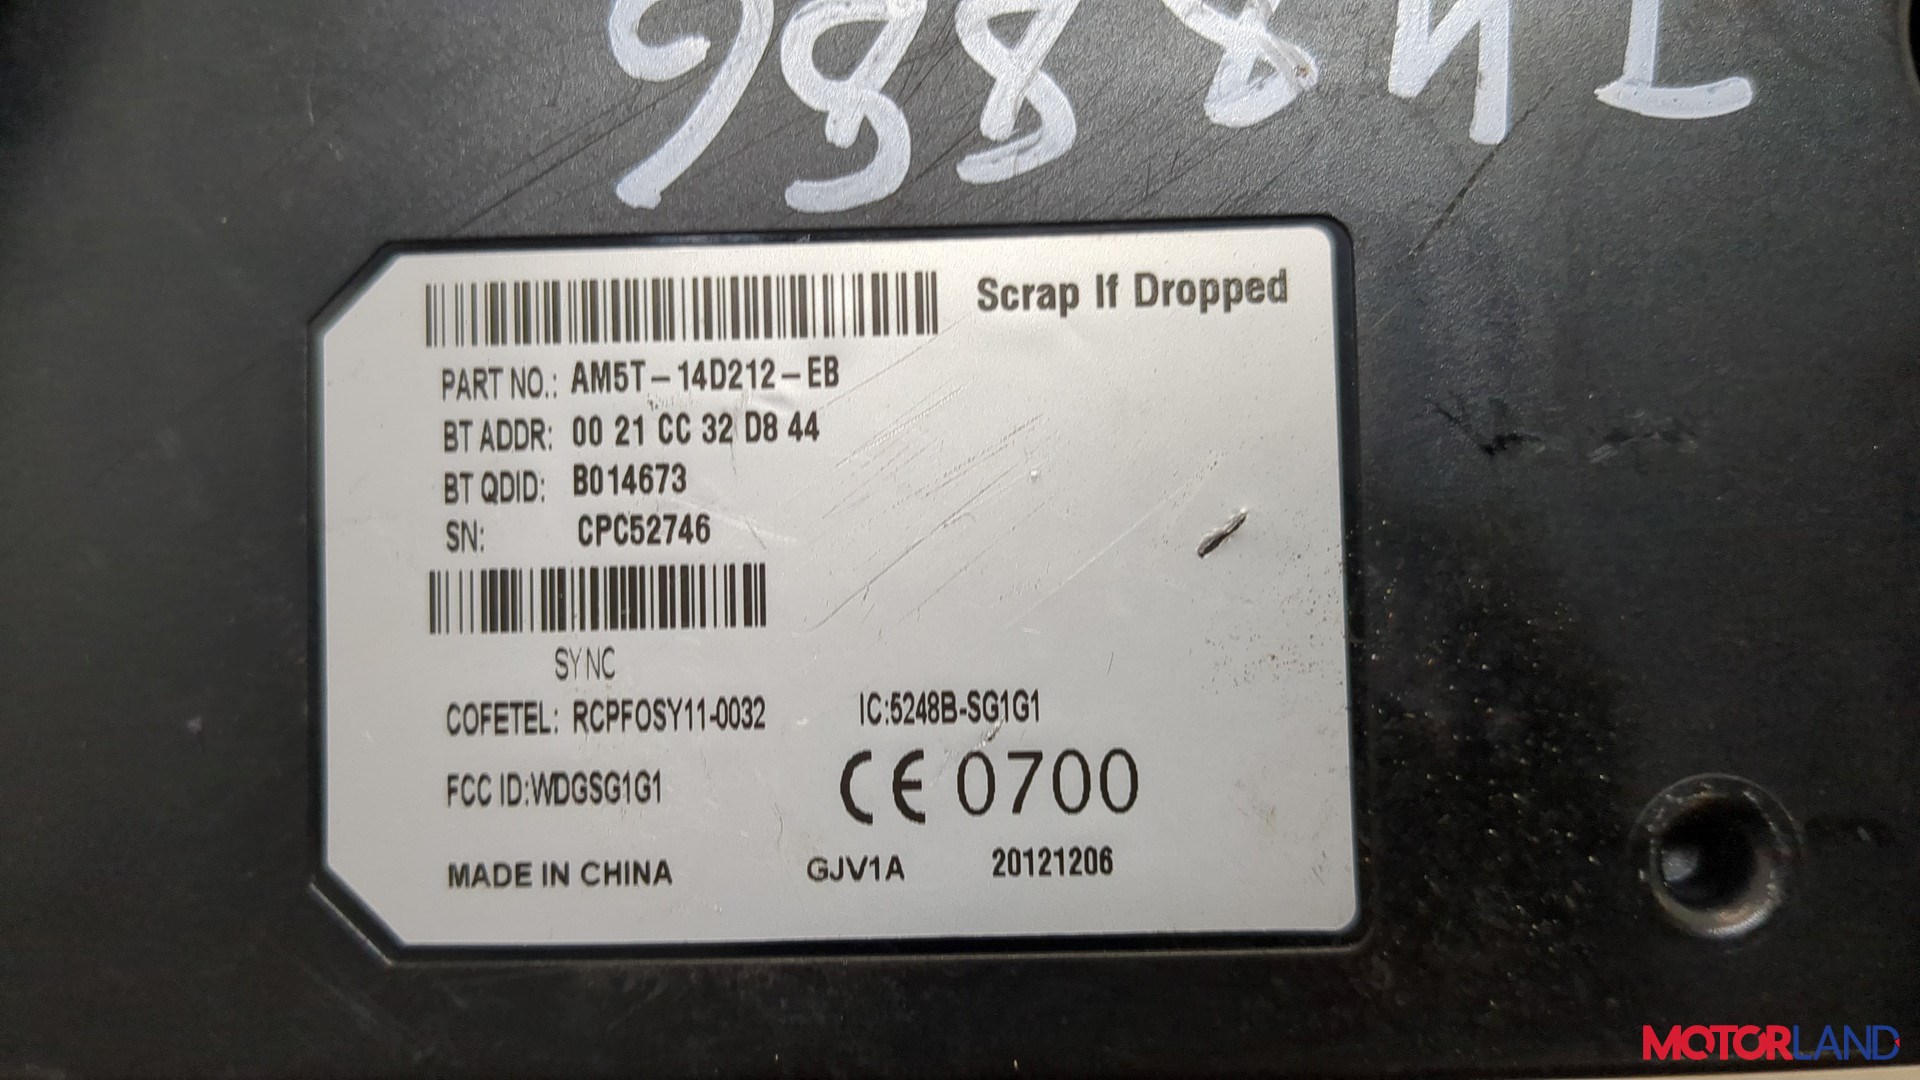 Scrap If Dropped
PART NO.: AM5T-14D212-EB
BT ADDR: 00 21 CC 32 D8 44
BT QDID: B014673
SN: CPC52746
SYNC
COFETEL: RCPFOSY11-0032 IC:5248B-SG1G1
FCC ID:WDGSG1G1 CE 0700
MADE IN CHINA GJV1A 20121206
MOTORLAND